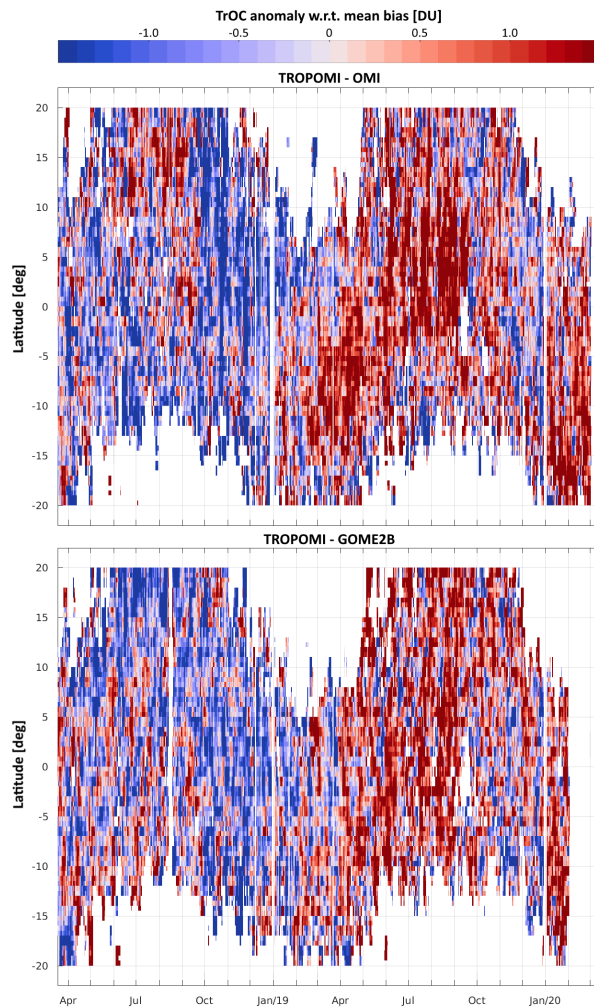 TrOC anomaly w.r.t. mean bias [DU]
-1.0 -0.5 0 0.5 1.0
TROPOMI - OMI
20
15
10
5
0
-5
-10
-15
-20
Latitude [deg]
TROPOMI - GOME2B
20
15
10
5
0
-5
-10
-15
-20
Latitude [deg]
Apr Jul Oct Jan/19 Apr Jul Oct Jan/20